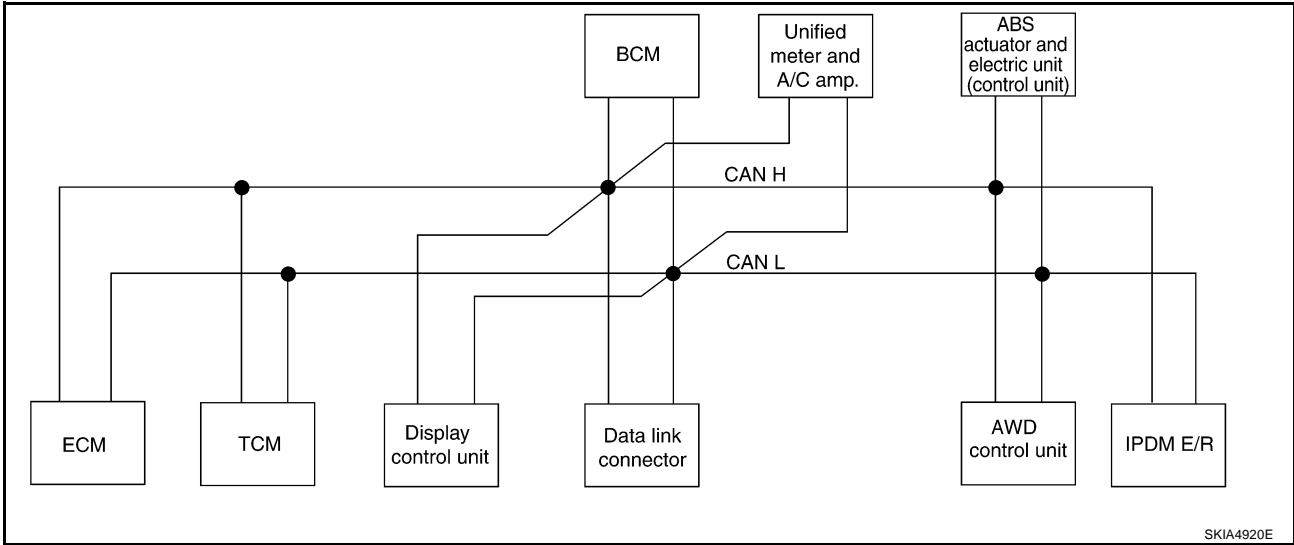 BCM
Unified
meter and
A/C amp.
ABS
actuator and
electric unit
(control unit)
CAN H
CAN L
ECM
TCM
Display
control unit
Data link
connector
AWD
control unit
IPDM E/R
SKIA4920E